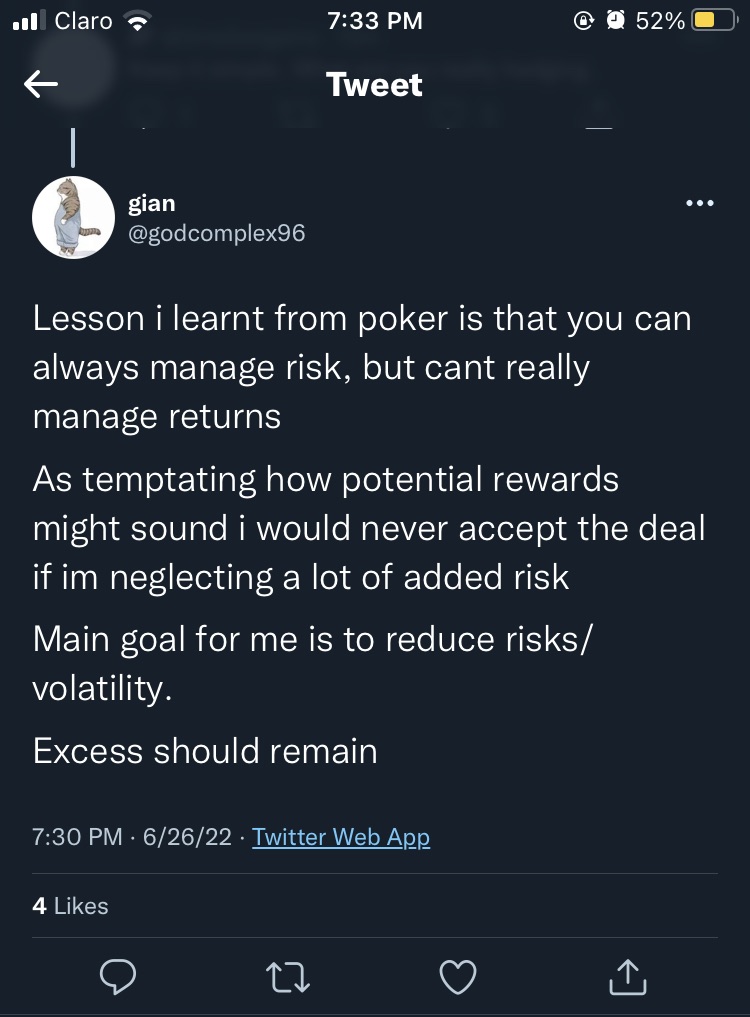 Claro
7:33 PM
52%
Tweet
gian
@godcomplex96
Lesson i learnt from poker is that you can
always manage risk, but cant really
manage returns
As temptating how potential rewards
might sound i would never accept the deal
if im neglecting a lot of added risk
Main goal for me is to reduce risks/
volatility.
Excess should remain
7:30 PM · 6/26/22 · Twitter Web App
4 Likes